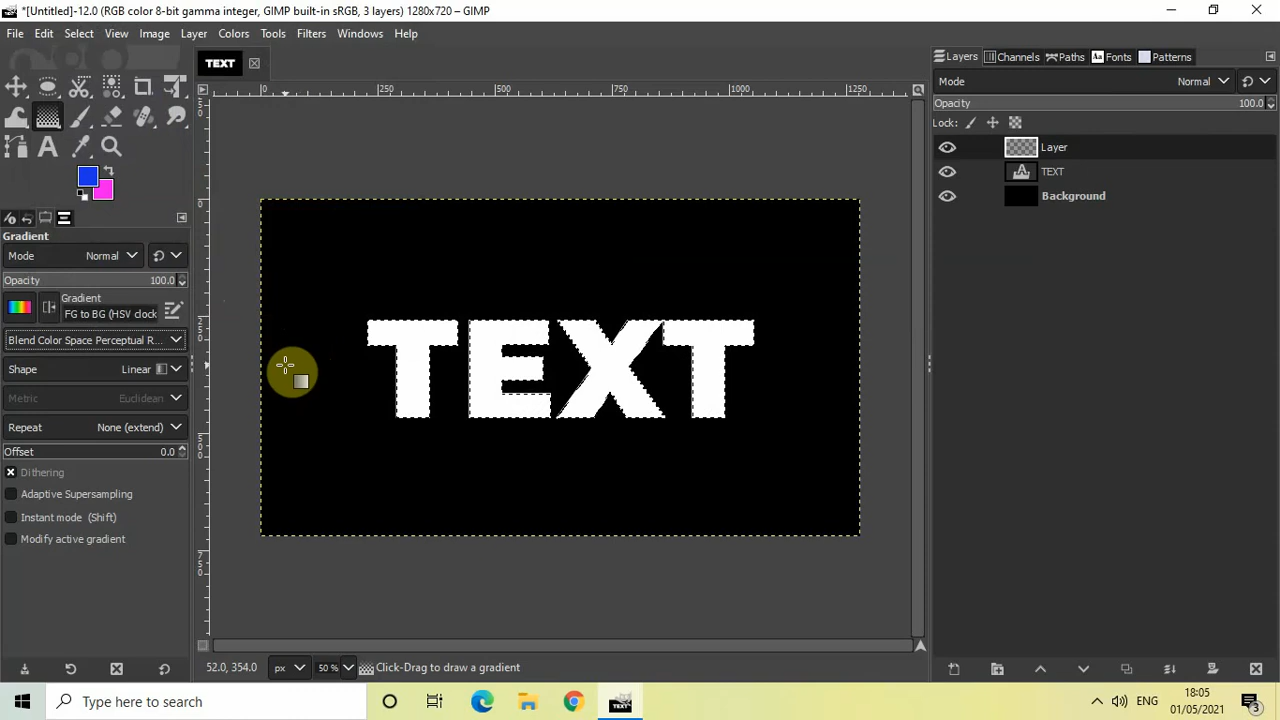 *[Untitled]-12.0 (RGB color 8-bit gamma integer, GIMP built-in sRGB, 3 layers) 1280x720 – GIMP
File Edit Select View Image Layer Colors Tools Filters Windows Help
TEXT
Layers Channels Paths Aa Fonts Patterns
Mode Normal
Opacity 100.0
Lock:
0 250 500 750 1000 1250
Layer
TEXT
Background
Gradient
Mode Normal
Opacity 100.0
Gradient
FG to BG (HSV clock
Blend Color Space Perceptual R...
Shape Linear
Metric Euclidean
Repeat None (extend)
Offset 0.0
Dithering
Adaptive Supersampling
Instant mode (Shift)
Modify active gradient
TEXT
52.0, 354.0 px 50 % Click-Drag to draw a gradient
Type here to search
ENG
18:05
01/05/2021
3